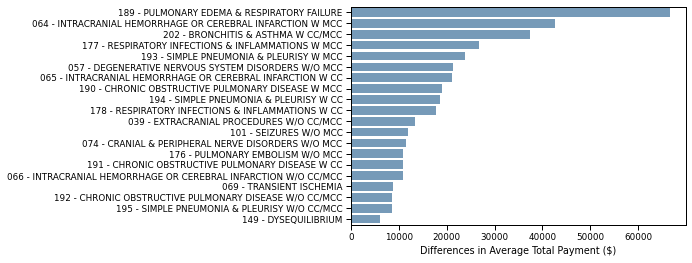 189 - PULMONARY EDEMA & RESPIRATORY FAILURE
064 - INTRACRANIAL HEMORRHAGE OR CEREBRAL INFARCTION W MCC
202 - BRONCHITIS & ASTHMA W CC/MCC
177 - RESPIRATORY INFECTIONS & INFLAMMATIONS W MCC
193 - SIMPLE PNEUMONIA & PLEURISY W MCC
057 - DEGENERATIVE NERVOUS SYSTEM DISORDERS W/O MCC
065 - INTRACRANIAL HEMORRHAGE OR CEREBRAL INFARCTION W CC
190 - CHRONIC OBSTRUCTIVE PULMONARY DISEASE W MCC
194 - SIMPLE PNEUMONIA & PLEURISY W CC
178 - RESPIRATORY INFECTIONS & INFLAMMATIONS W CC
039 - EXTRACRANIAL PROCEDURES W/O CC/MCC
101 - SEIZURES W/O MCC
074 - CRANIAL & PERIPHERAL NERVE DISORDERS W/O MCC
176 - PULMONARY EMBOLISM W/O MCC
191 - CHRONIC OBSTRUCTIVE PULMONARY DISEASE W CC
066 - INTRACRANIAL HEMORRHAGE OR CEREBRAL INFARCTION W/O CC/MCC
069 - TRANSIENT ISCHEMIA
192 - CHRONIC OBSTRUCTIVE PULMONARY DISEASE W/O CC/MCC
195 - SIMPLE PNEUMONIA & PLEURISY W/O CC/MCC
149 - DYSEQUILIBRIUM
0 10000 20000 30000 40000 50000 60000
Differences in Average Total Payment ($)